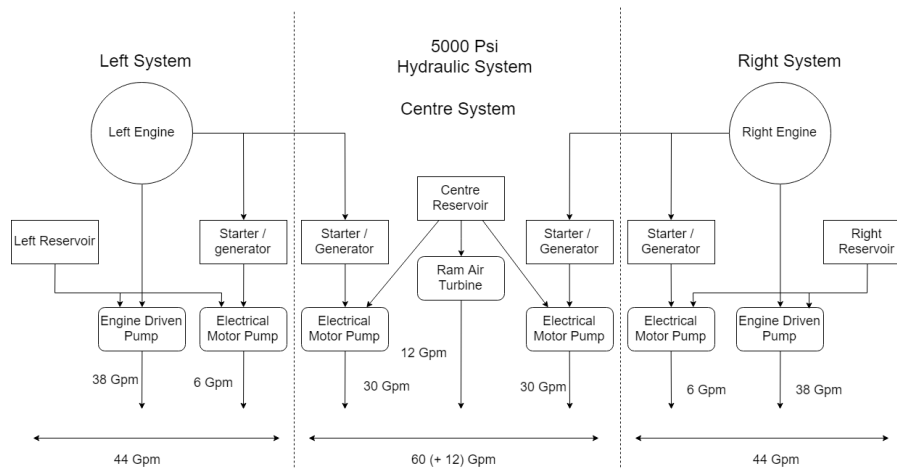 5000 Psi
Hydraulic System
Left System
Right System
Centre System
Left Engine
Right Engine
Centre
Reservoir
Left Reservoir
Starter /
generator
Starter /
Generator
Starter /
Generator
Starter /
Generator
Right
Reservoir
Ram Air
Turbine
Engine Driven
Pump
Electrical
Motor Pump
Electrical
Motor Pump
Electrical
Motor Pump
Electrical
Motor Pump
Engine Driven
Pump
38 Gpm
6 Gpm
30 Gpm
12 Gpm
30 Gpm
6 Gpm
38 Gpm
44 Gpm
60 (+ 12) Gpm
44 Gpm